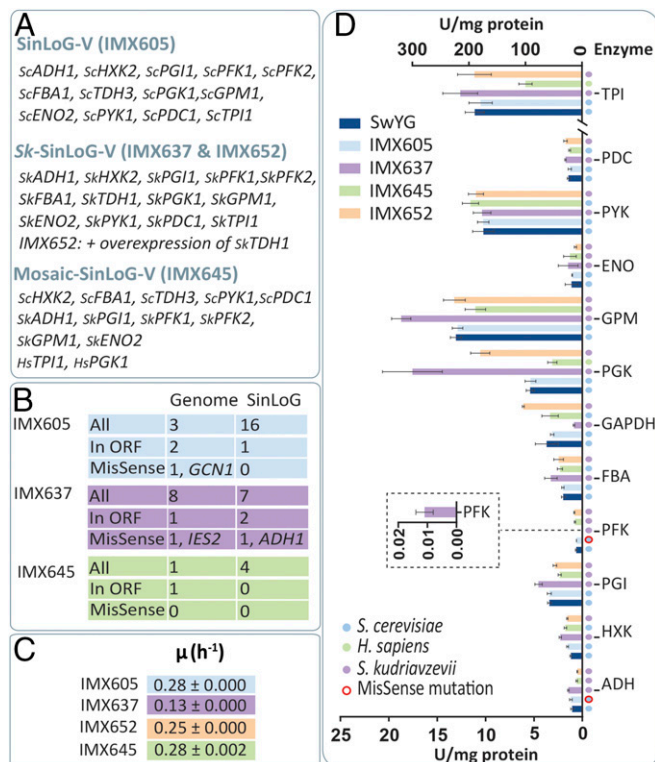 A
SinLoG-V (IMX605)
ScADH1, ScHXK2, ScPGI1, ScPFK1, ScPFK2,
ScFBA1, ScTDH3, ScPGK1, ScGPM1,
ScENO2, ScPYK1, ScPDC1, ScTPI1
Sk-SinLoG-V (IMX637 & IMX652)
SkADH1, SkHXK2, SkPGI1, SkPFK1,SkPFK2,
SkFBA1, SkTDH1, SkPGK1, SkGPM1,
SkENO2, SkPYK1, SkPDC1, SkTPI1
IMX652: + overexpression of SkTDH1
Mosaic-SinLoG-V (IMX645)
ScHXK2, ScFBA1, ScTDH3, ScPYK1,ScPDC1
SkADH1, SkPGI1, SkPFK1, SkPFK2,
SkGPM1, SkENO2
HsTPI1, HsPGK1
B
Genome SinLoG
IMX605 All 3 16
In ORF 2 1
MisSense 1, GCN1 0
IMX637 All 8 7
In ORF 1 2
MisSense 1, IES2 1, ADH1
IMX645 All 1 4
In ORF 1 0
MisSense 0 0
C
μ (h-1)
IMX605 0.28 ± 0.000
IMX637 0.13 ± 0.000
IMX652 0.25 ± 0.000
IMX645 0.28 ± 0.002
D
U/mg protein
300 100 0 Enzyme
SwYG
IMX605
IMX637
IMX645
IMX652
TPI
PDC
PYK
ENO
GPM
PGK
GAPDH
FBA
PFK
PGI
HXK
ADH
PFK
0.02 0.01 0.00
S. cerevisiae
H. sapiens
S. kudriavzevii
MisSense mutation
25 20 15 10 5 0
U/mg protein